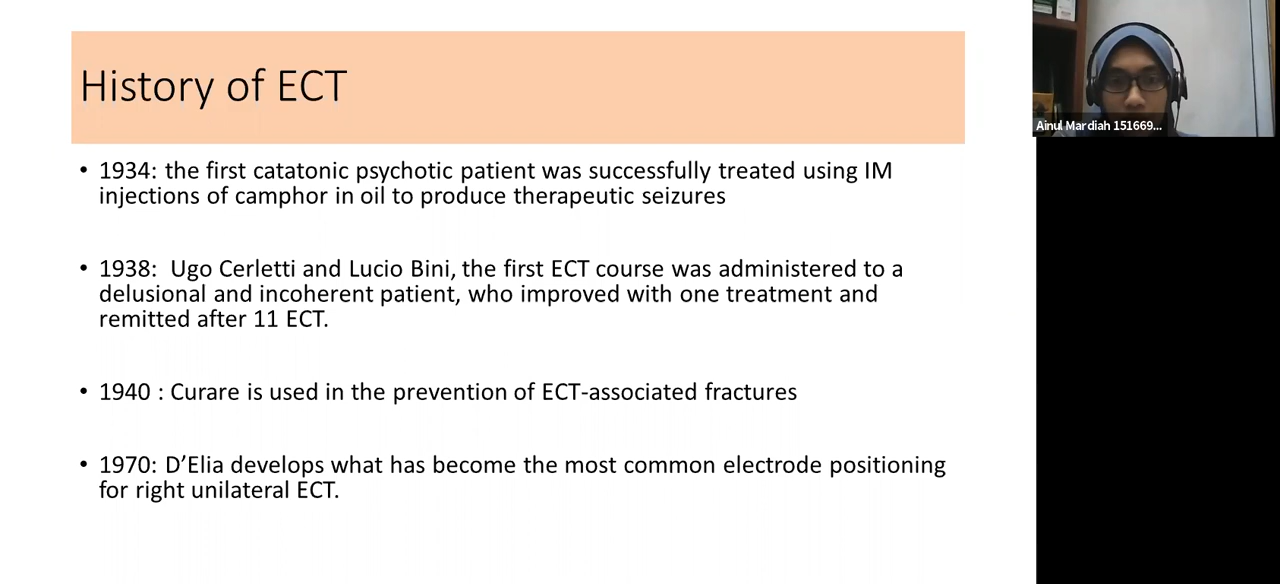 History of ECT
• 1934: the first catatonic psychotic patient was successfully treated using IM
injections of camphor in oil to produce therapeutic seizures
• 1938:  Ugo Cerletti and Lucio Bini, the first ECT course was administered to a
delusional and incoherent patient, who improved with one treatment and
remitted after 11 ECT.
• 1940 : Curare is used in the prevention of ECT-associated fractures
• 1970: D’Elia develops what has become the most common electrode positioning
for right unilateral ECT.
Ainul Mardiah 151669...